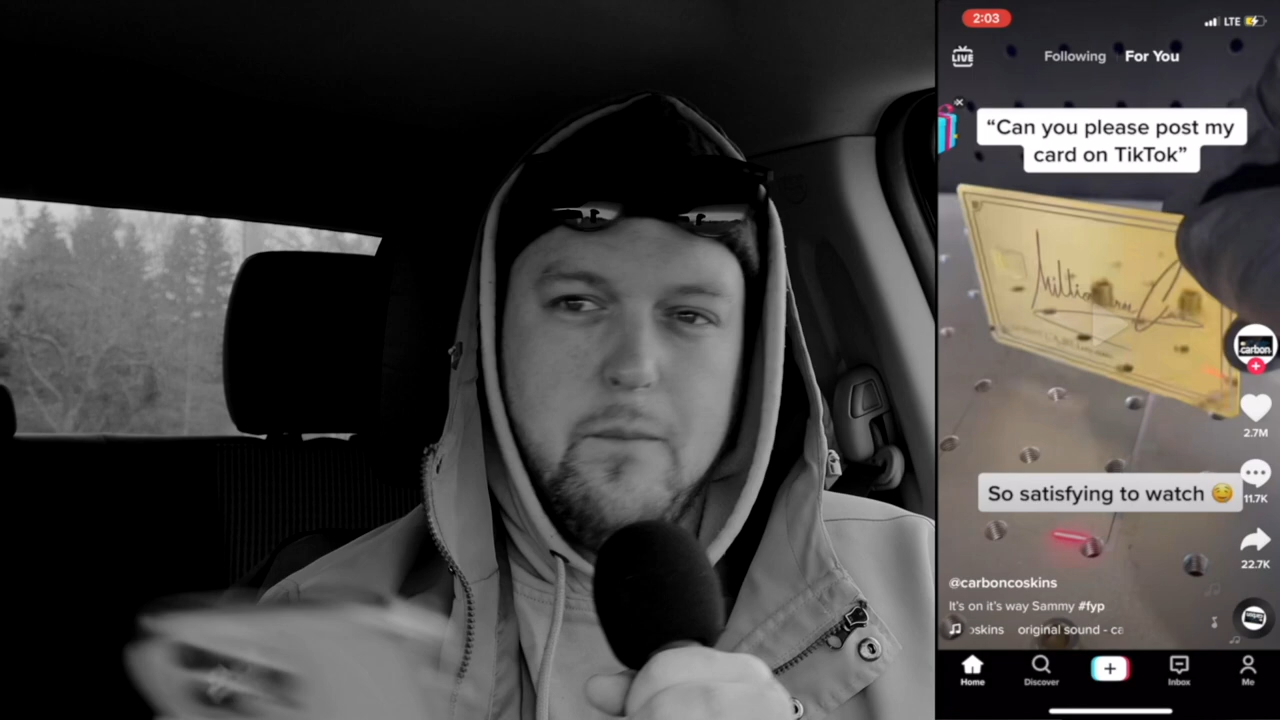 2:03
LTE
LIVE
Following For You
“Can you please post my
card on TikTok”
carbon
2.7M
So satisfying to watch 😌
11.7K
22.7K
@carboncoskins
It's on it's way Sammy #fyp
oskins original sound - ca
Home Discover Inbox Me